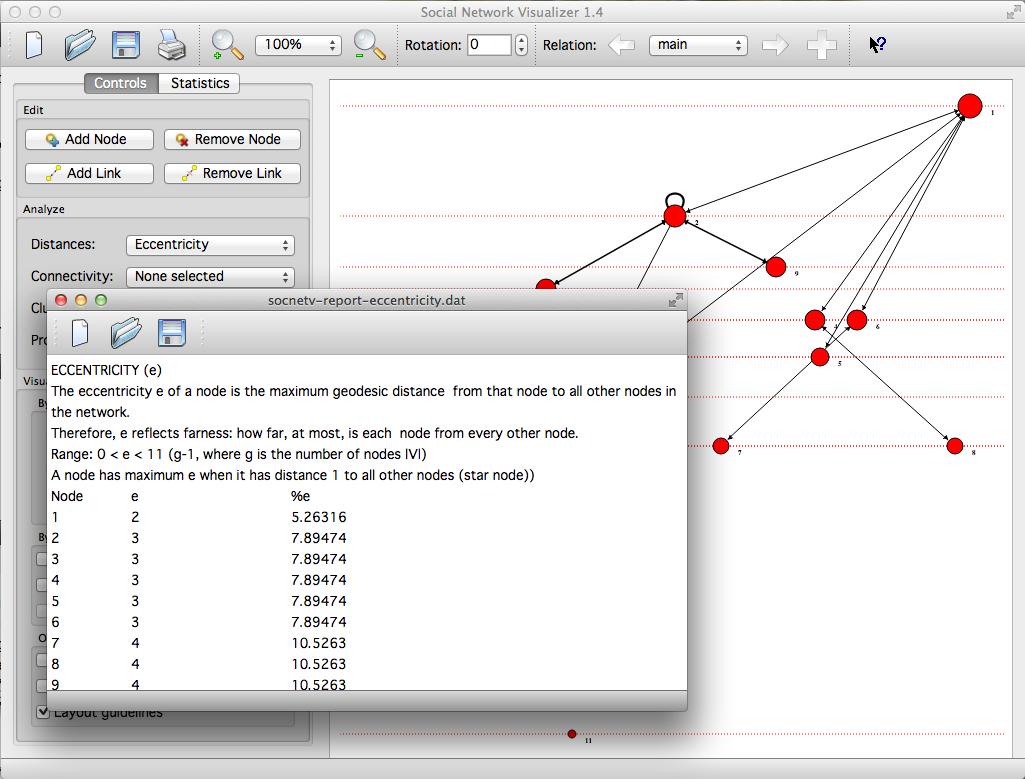 Social Network Visualizer 1.4
100% Rotation: 0 Relation: main
Controls Statistics
Edit
Add Node Remove Node
Add Link Remove Link
Analyze
Distances: Eccentricity
Connectivity: None selected
Clu
Pro
Visua
By
By
O
Layout guidelines
socnetv-report-eccentricity.dat
ECCENTRICITY (e)
The eccentricity e of a node is the maximum geodesic distance from that node to all other nodes in
the network.
Therefore, e reflects farness: how far, at most, is each node from every other node.
Range: 0 < e < 11 (g-1, where g is the number of nodes |V|)
A node has maximum e when it has distance 1 to all other nodes (star node))
Node e %e
1 2 5.26316
2 3 7.89474
3 3 7.89474
4 3 7.89474
5 3 7.89474
6 3 7.89474
7 4 10.5263
8 4 10.5263
9 4 10.5263
1
2
9
4
6
5
7
8
11